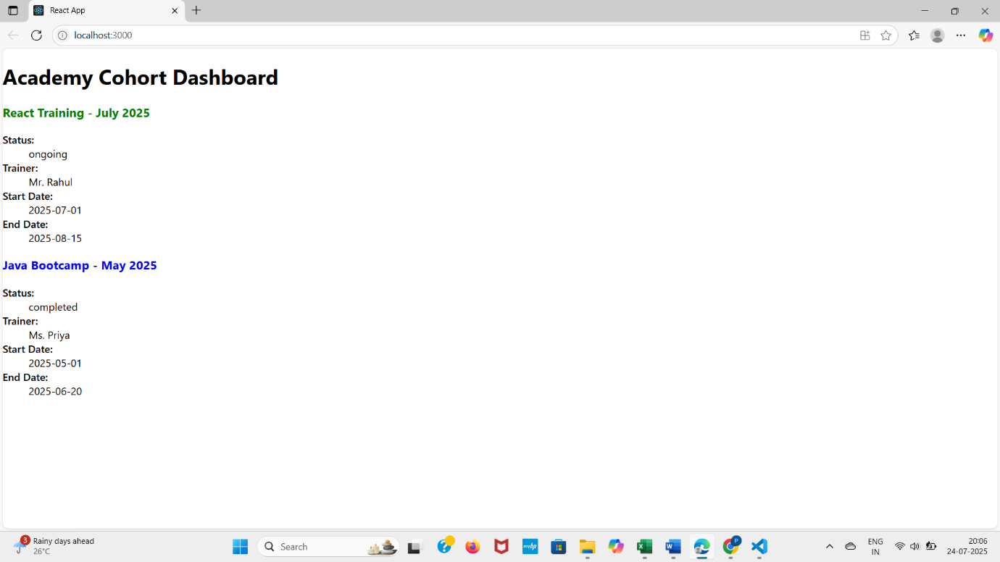 React App
localhost:3000
Academy Cohort Dashboard
React Training - July 2025
Status:
ongoing
Trainer:
Mr. Rahul
Start Date:
2025-07-01
End Date:
2025-08-15
Java Bootcamp - May 2025
Status:
completed
Trainer:
Ms. Priya
Start Date:
2025-05-01
End Date:
2025-06-20
3
Rainy days ahead
26°C
Search
?
myhp
X
W
P
ENG
IN
20:06
24-07-2025